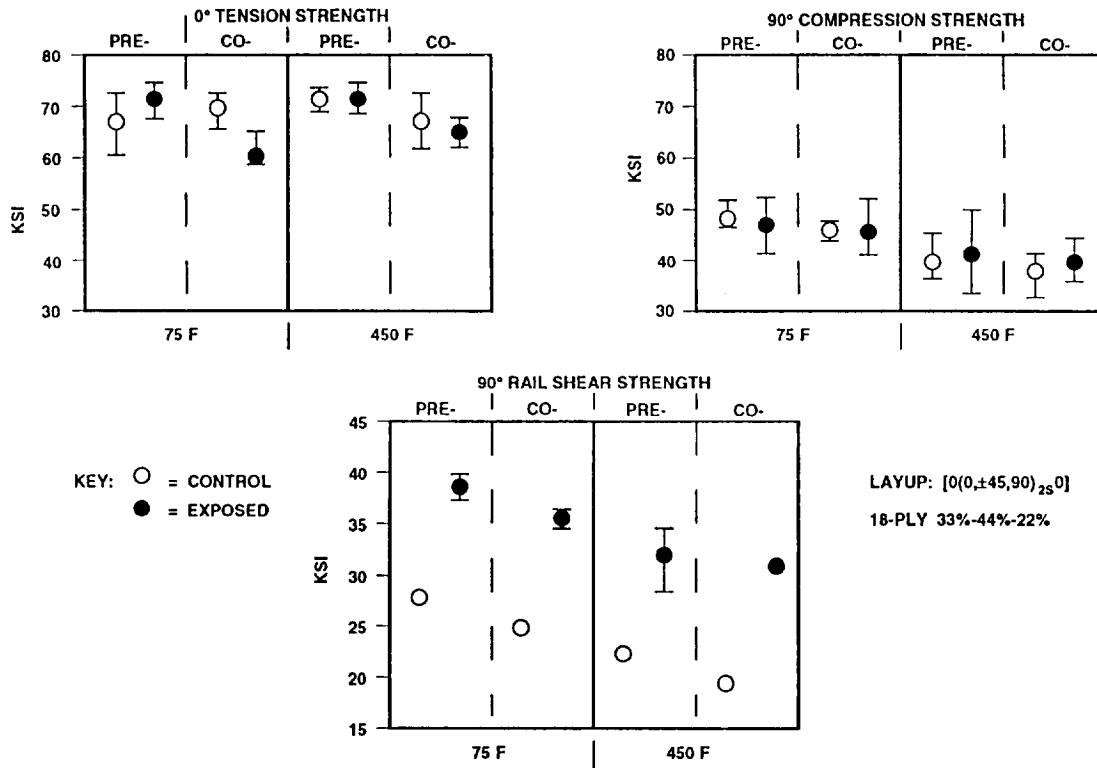 0° TENSION STRENGTH
PRE- CO- PRE- CO-
80
70
60
50
40
30
KSI
75 F 450 F
90° COMPRESSION STRENGTH
PRE- CO- PRE- CO-
80
70
60
50
40
30
KSI
75 F 450 F
90° RAIL SHEAR STRENGTH
PRE- CO- PRE- CO-
45
40
35
30
25
20
15
KSI
75 F 450 F
KEY: = CONTROL
= EXPOSED
LAYUP: [0(0,±45,90)2S0]
18-PLY 33%-44%-22%